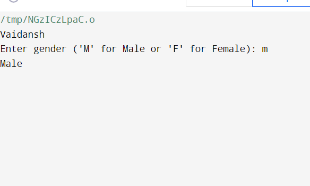 /tmp/NGzICzLpaC.o
Vaidansh
Enter gender ('M' for Male or 'F' for Female): m
Male